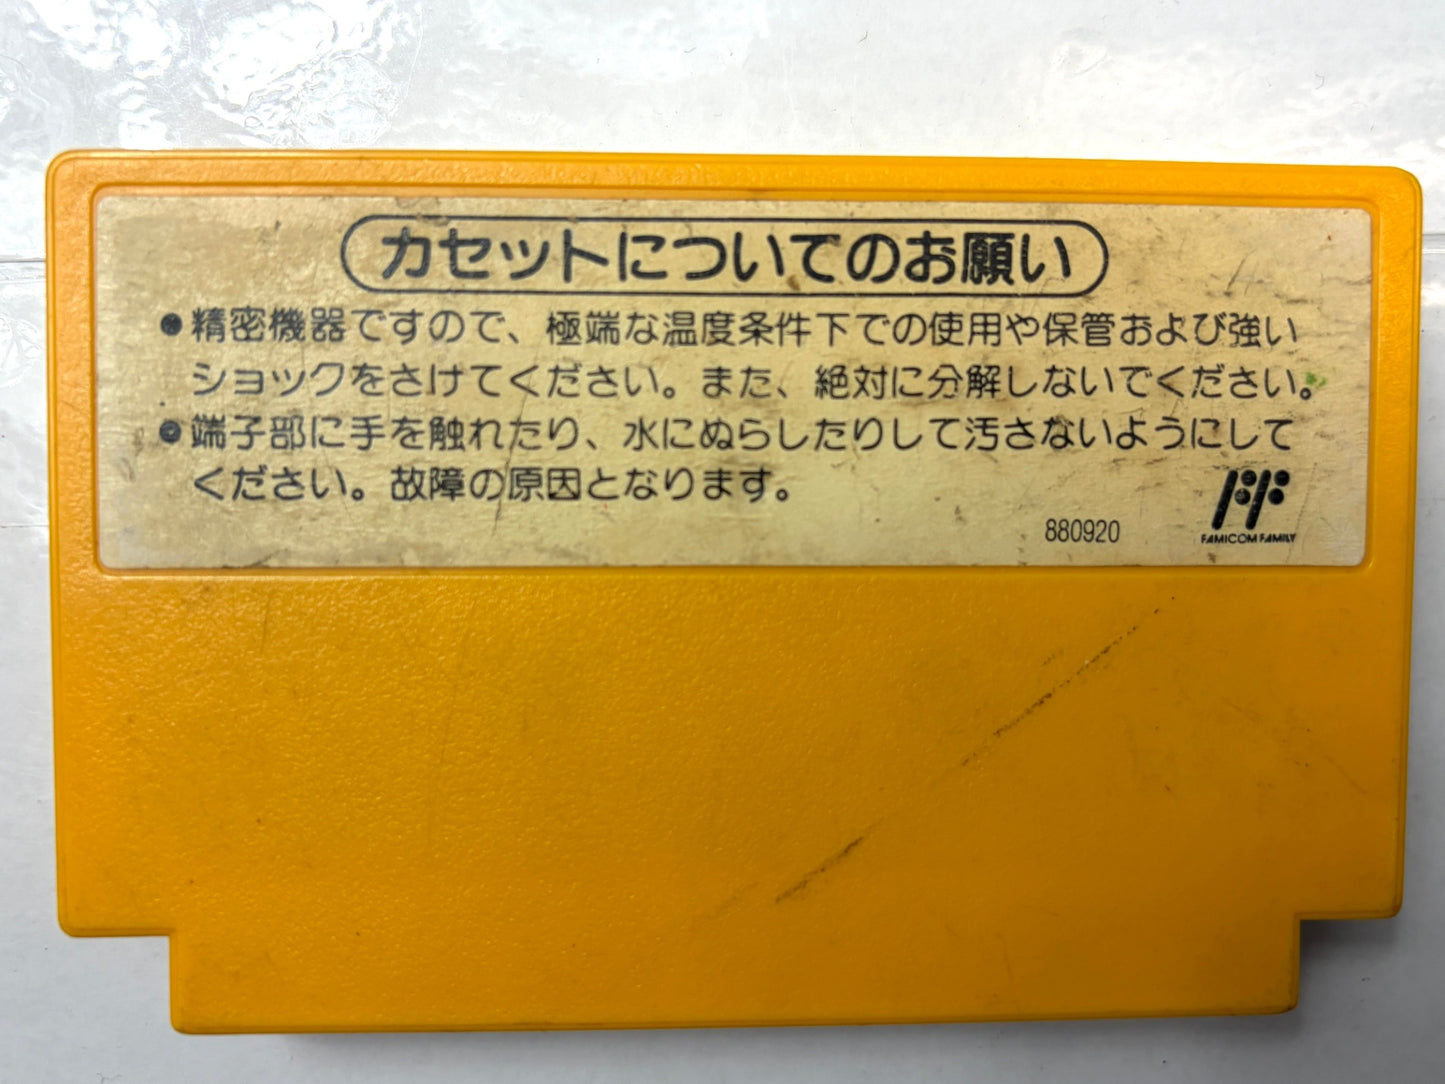 カセットについてのお願い
●精密機器ですので、極端な温度条件下での使用や保管および強い
ショックをさけてください。また、絶対に分解しないでください。
●端子部に手を触れたり、水にぬらしたりして汚さないようにして
ください。故障の原因となります。
880920
FF
FAMICOM FAMILY